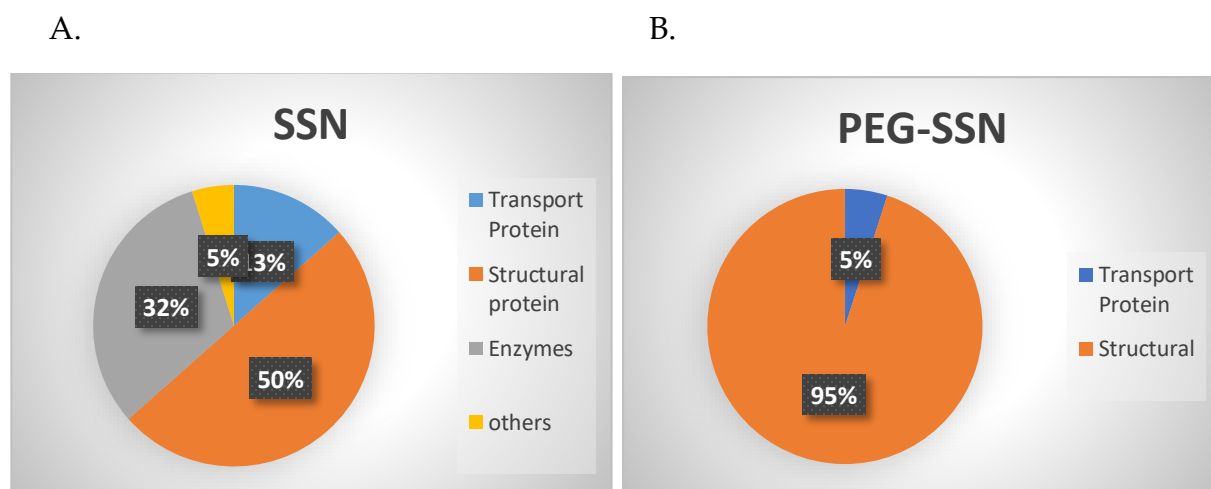 A.
B.
SSN
Transport
Protein
Structural
protein
Enzymes
others
5%
13%
32%
50%
PEG-SSN
Transport
Protein
Structural
5%
95%